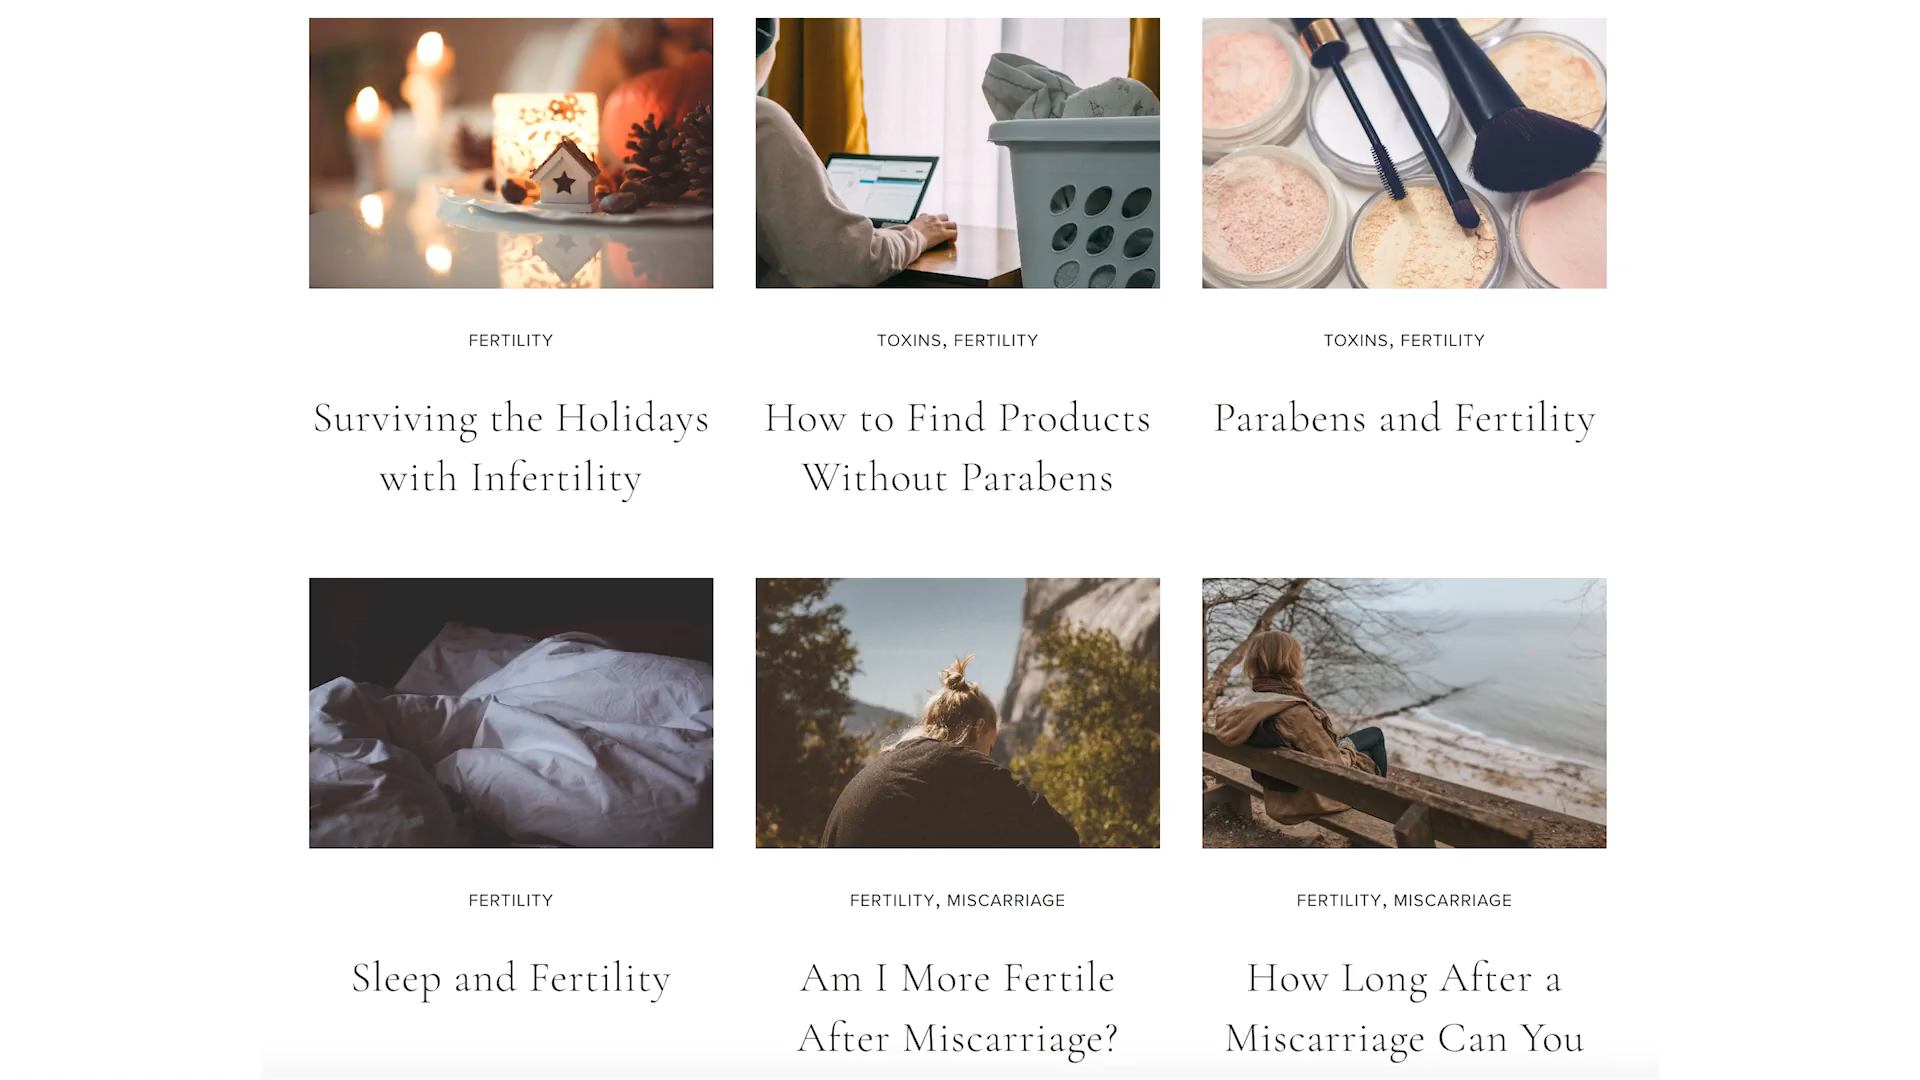 FERTILITY
Surviving the Holidays
with Infertility
TOXINS, FERTILITY
How to Find Products
Without Parabens
TOXINS, FERTILITY
Parabens and Fertility
FERTILITY
Sleep and Fertility
FERTILITY, MISCARRIAGE
Am I More Fertile
After Miscarriage?
FERTILITY, MISCARRIAGE
How Long After a
Miscarriage Can You